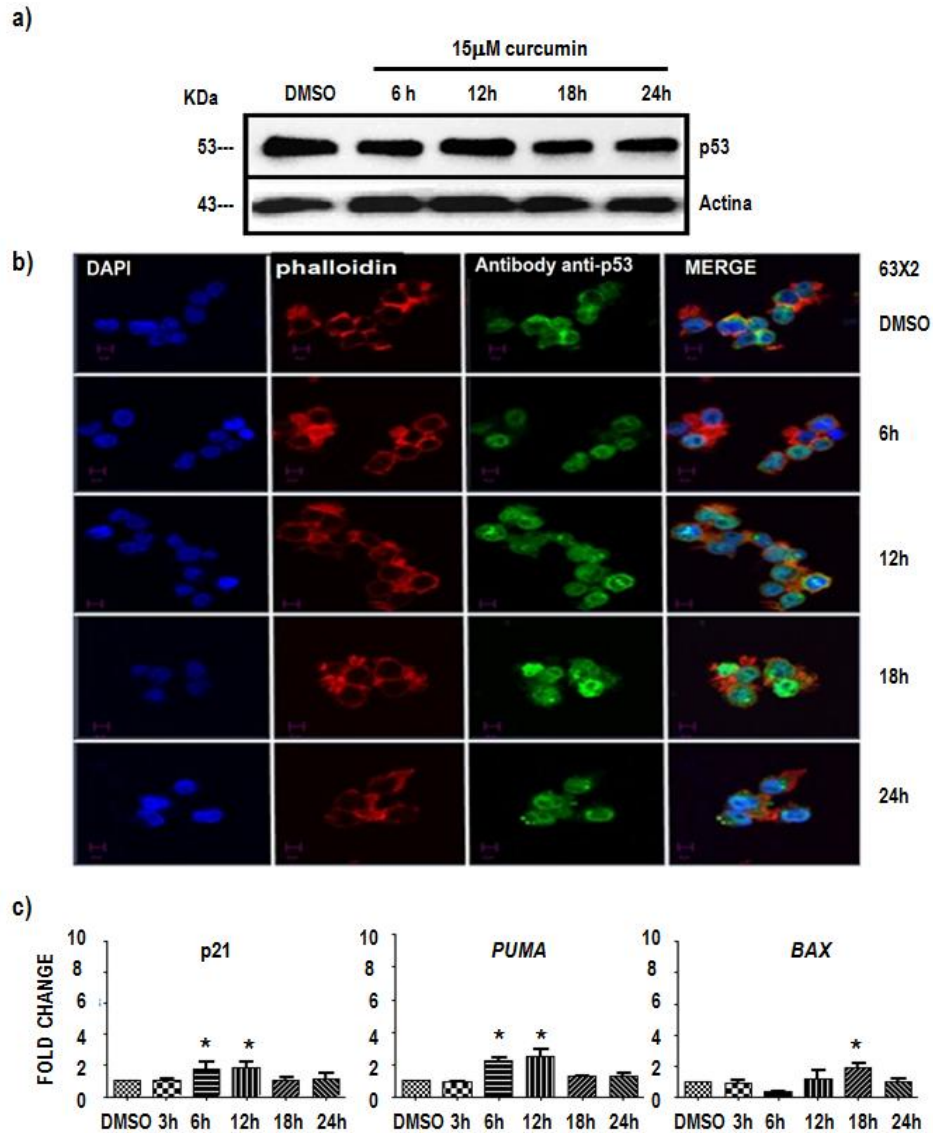 a)
15µM curcumin
KDa DMSO 6 h 12h 18h 24h
53--- p53
43--- Actina
b)
DAPI phalloidin Antibody anti-p53 MERGE 63X2
DMSO
6h
12h
18h
24h
c)
FOLD CHANGE
p21
10
8
6
4
2
0
* *
DMSO 3h 6h 12h 18h 24h
PUMA
10
8
6
4
2
0
* *
DMSO 3h 6h 12h 18h 24h
BAX
10
8
6
4
2
0
*
DMSO 3h 6h 12h 18h 24h